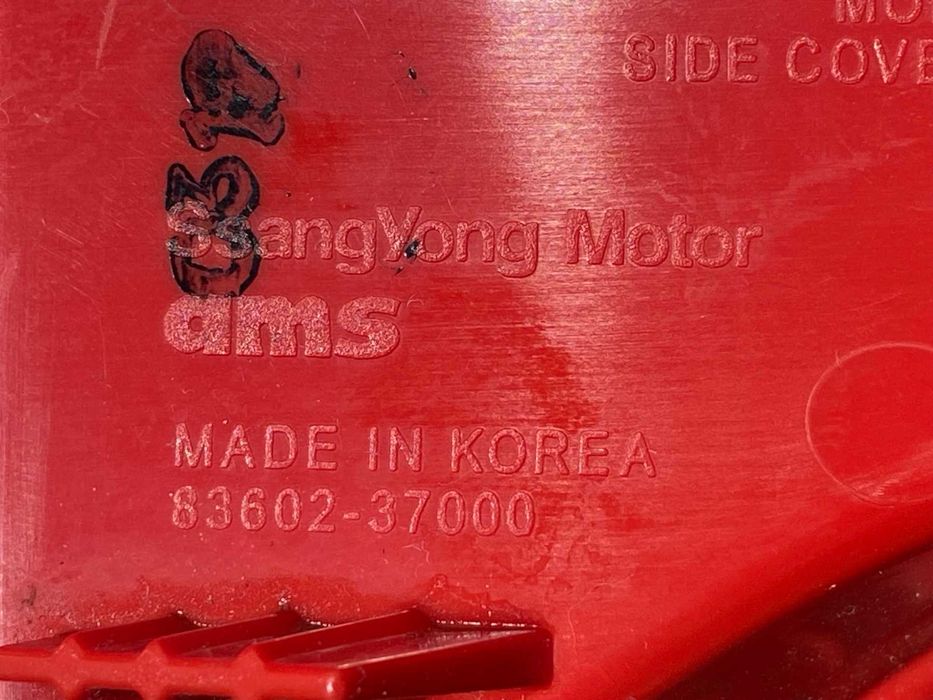 SIDE COVE
SsangYong Motor
ams
MADE IN KOREA
83602-37000